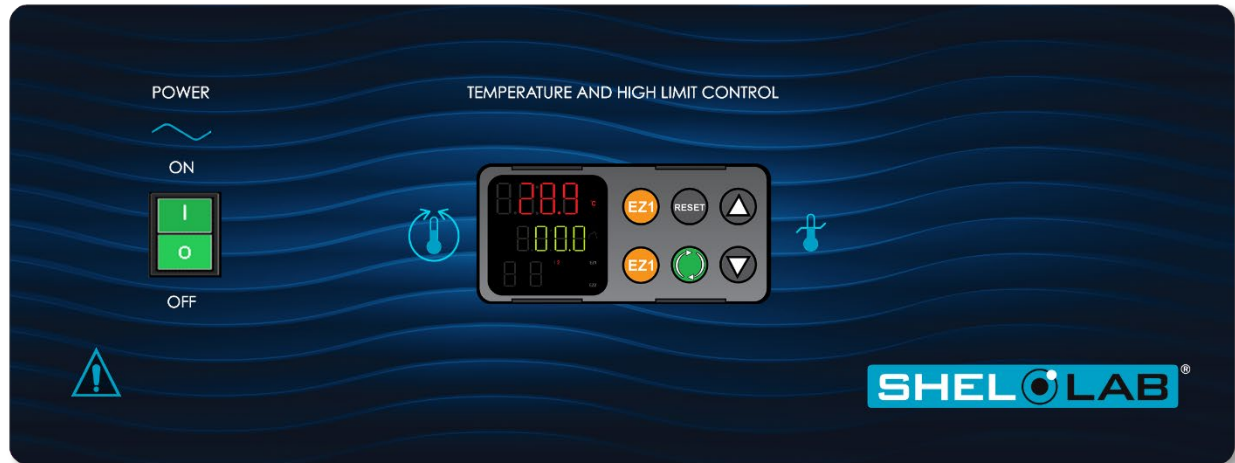 POWER
ON
I
O
OFF
TEMPERATURE AND HIGH LIMIT CONTROL
28.9 °C
00.0
EZ1
RESET
EZ1
SHEL LAB®